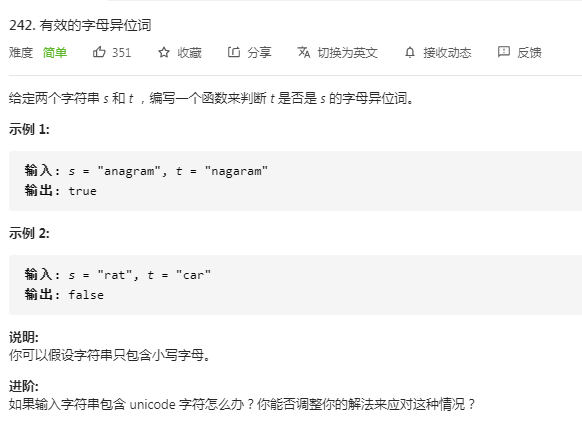 242. 有效的字母异位词
难度 简单 351 收藏 分享 切换为英文 接收动态 反馈
给定两个字符串 s 和 t ，编写一个函数来判断 t 是否是 s 的字母异位词。
示例 1:
输入: s = "anagram", t = "nagaram"
输出: true
示例 2:
输入: s = "rat", t = "car"
输出: false
说明:
你可以假设字符串只包含小写字母。
进阶:
如果输入字符串包含 unicode 字符怎么办？你能否调整你的解法来应对这种情况？